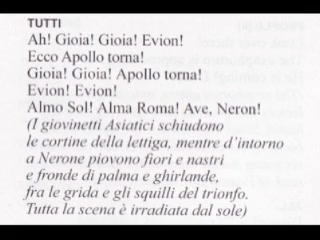 TUTTI
Ah! Gioia! Gioia! Evion!
Ecco Apollo torna!
Gioia! Gioia! Apollo torna!
Evion! Evion!
Almo Sol! Alma Roma! Ave, Neron!
(I giovinetti Asiatici schiudono
le cortine della lettiga, mentre d'intorno
a Nerone piovono fiori e nastri
e fronde di palma e ghirlande,
fra le grida e gli squilli del trionfo.
Tutta la scena è irradiata dal sole)